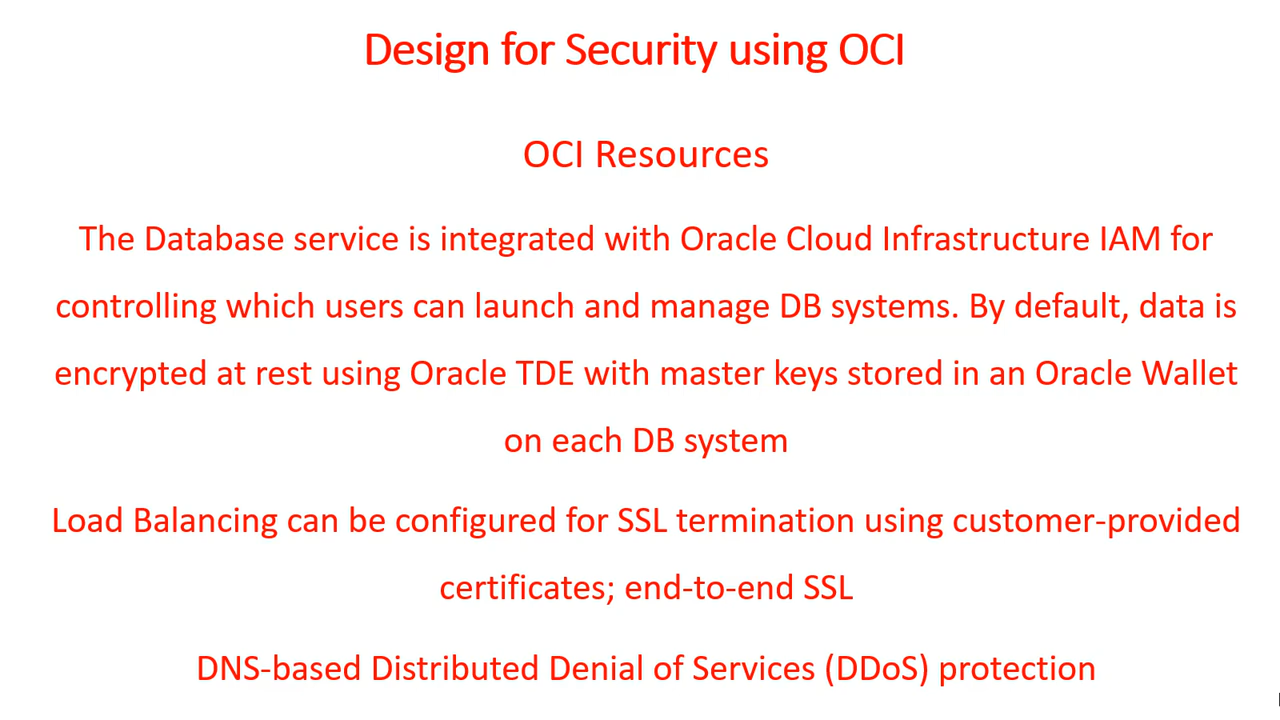 Design for Security using OCI
OCI Resources
The Database service is integrated with Oracle Cloud Infrastructure IAM for
controlling which users can launch and manage DB systems. By default, data is
encrypted at rest using Oracle TDE with master keys stored in an Oracle Wallet
on each DB system
Load Balancing can be configured for SSL termination using customer-provided
certificates; end-to-end SSL
DNS-based Distributed Denial of Services (DDoS) protection